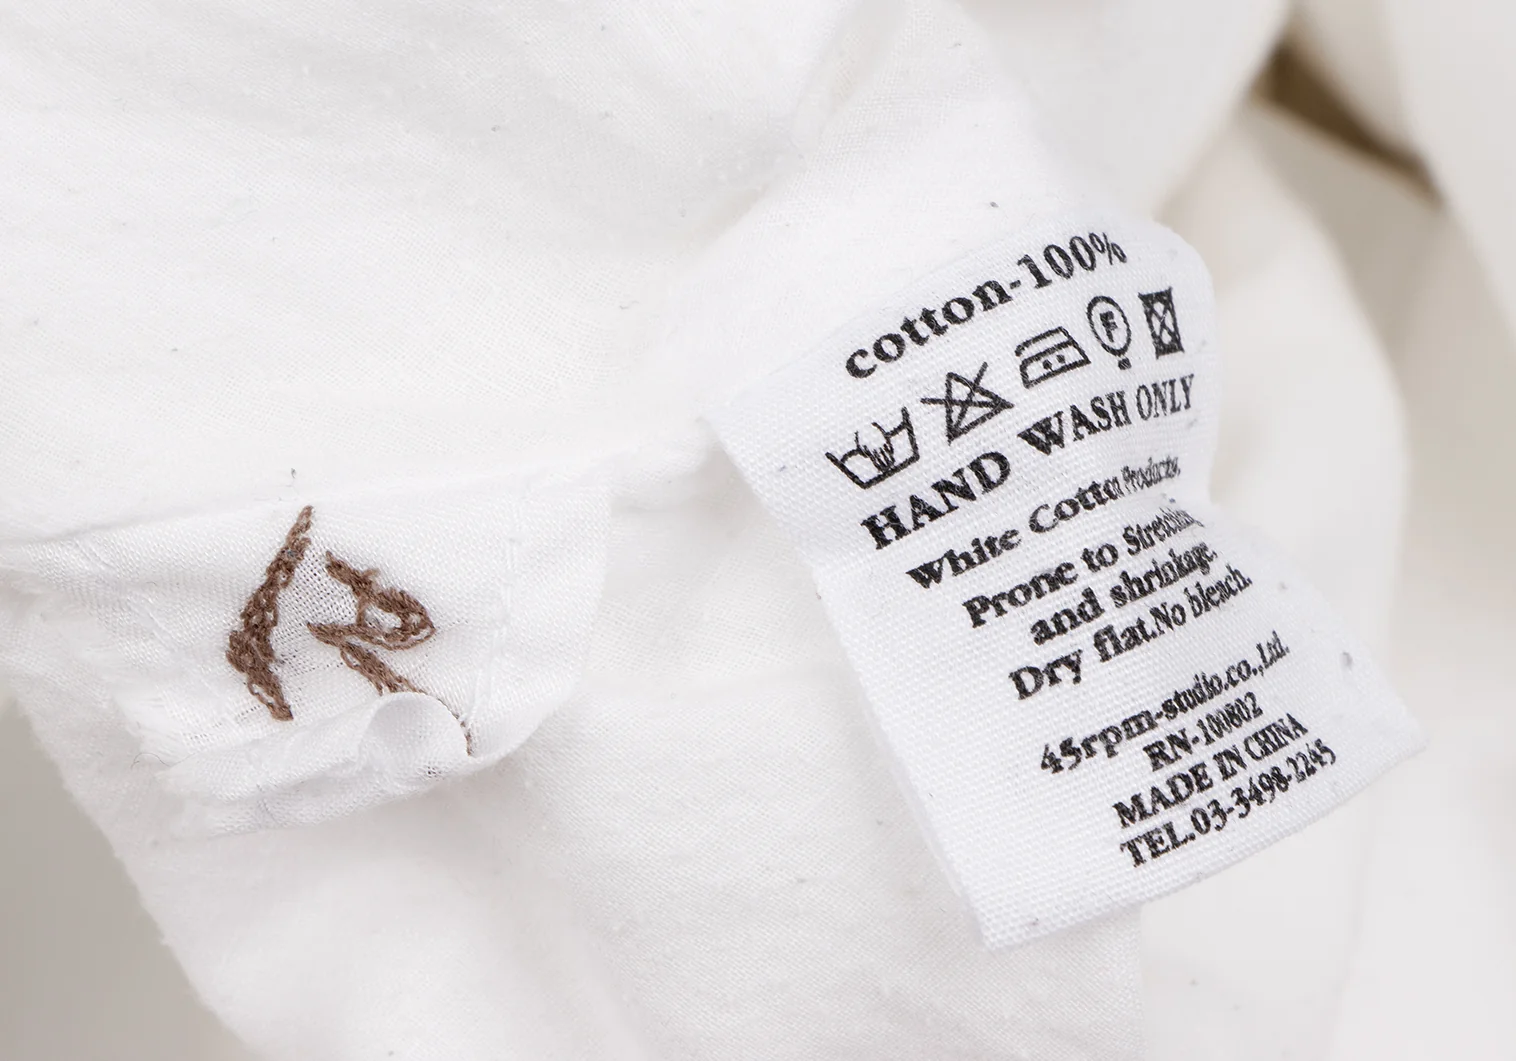 cotton-100%
F
HAND WASH ONLY
White Cotton Products,
Prone to Stretching
and shrinkage.
Dry flat.No bleach.
45rpm-studio.co.,Ltd.
RN-100802
MADE IN CHINA
TEL.03-3498-2245
R